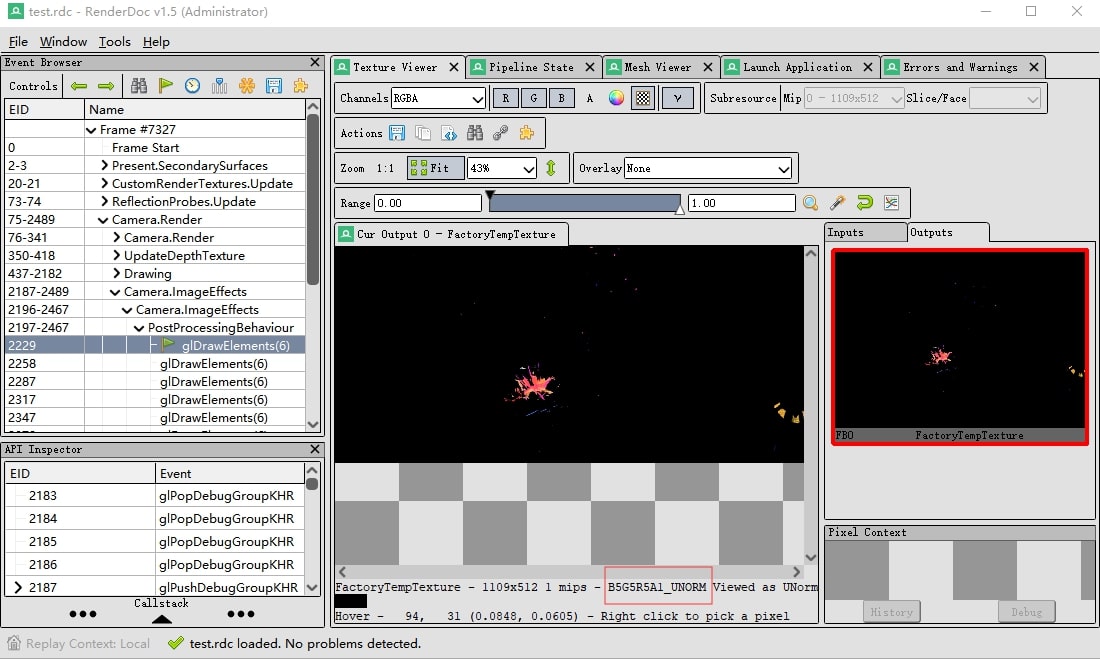 test.rdc - RenderDoc v1.5 (Administrator)
File Window Tools Help
Event Browser
Controls
EID Name
Frame #7327
0 Frame Start
2-3 Present.SecondarySurfaces
20-21 CustomRenderTextures.Update
73-74 ReflectionProbes.Update
75-2489 Camera.Render
76-341 Camera.Render
350-418 UpdateDepthTexture
437-2182 Drawing
2187-2489 Camera.ImageEffects
2196-2467 Camera.ImageEffects
2197-2467 PostProcessingBehaviour
2229 glDrawElements(6)
2258 glDrawElements(6)
2287 glDrawElements(6)
2317 glDrawElements(6)
2347 glDrawElements(6)
API Inspector
EID Event
2183 glPopDebugGroupKHR
2184 glPopDebugGroupKHR
2185 glPopDebugGroupKHR
2186 glPopDebugGroupKHR
2187 glPushDebugGroupKHR
Callstack
Texture Viewer Pipeline State Mesh Viewer Launch Application Errors and Warnings
Channels RGBA R G B A γ Subresource Mip 0 - 1109x512 Slice/Face
Actions
Zoom 1:1 Fit 43% Overlay None
Range 0.00 1.00
Cur Output 0 - FactoryTempTexture
FactoryTempTexture - 1109x512 1 mips - B5G5R5A1_UNORM Viewed as UNorm
Hover - 94, 31 (0.0848, 0.0605) - Right click to pick a pixel
Inputs Outputs
FBO FactoryTempTexture
Pixel Context
History Debug
Replay Context: Local test.rdc loaded. No problems detected.